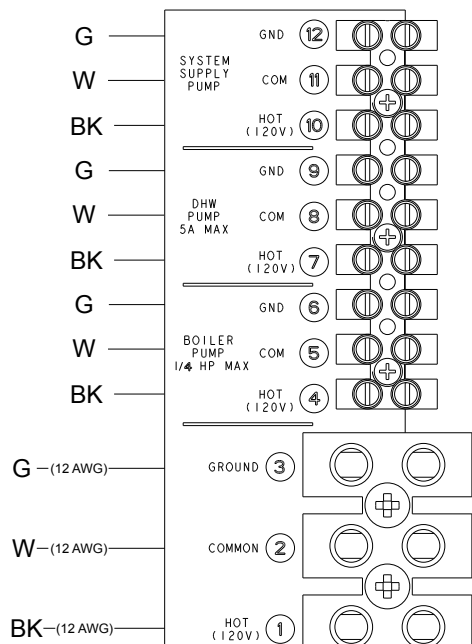 G
GND 12
SYSTEM
SUPPLY
PUMP
W
COM 11
BK
HOT
(120V) 10
G
GND 9
DHW
PUMP
5A MAX
W
COM 8
BK
HOT
(120V) 7
G
GND 6
BOILER
PUMP
1/4 HP MAX
W
COM 5
BK
HOT
(120V) 4
G (12 AWG)
GROUND 3
W (12 AWG)
COMMON 2
BK (12 AWG)
HOT
(120V) 1